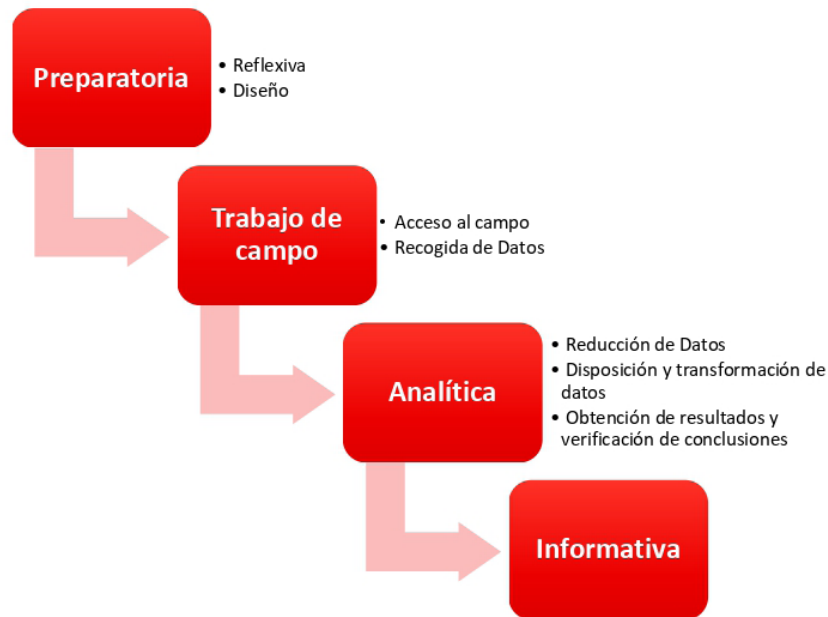 Preparatoria
• Reflexiva
• Diseño
Trabajo de
campo
• Acceso al campo
• Recogida de Datos
Analítica
• Reducción de Datos
• Disposición y transformación de
datos
• Obtención de resultados y
verificación de conclusiones
Informativa